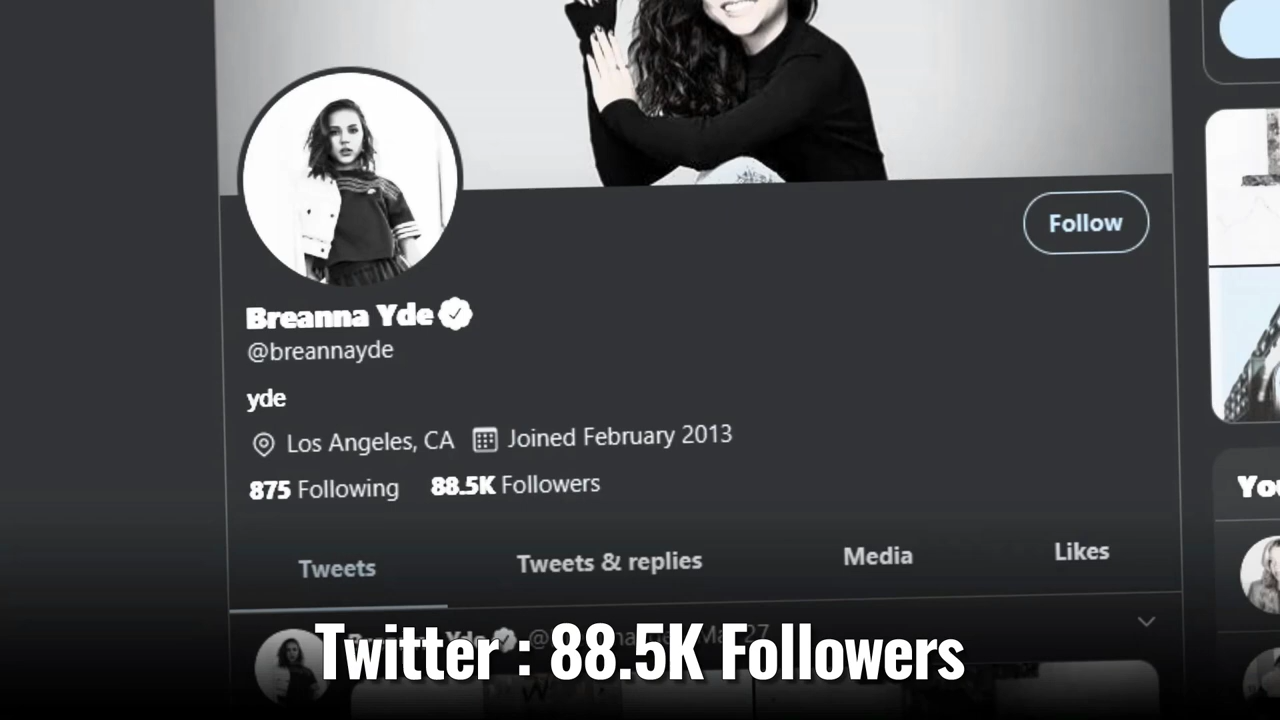 Follow
Breanna Yde
@breannayde
yde
Los Angeles, CA Joined February 2013
875 Following 88.5K Followers
Tweets Tweets & replies Media Likes
Twitter : 88.5K Followers